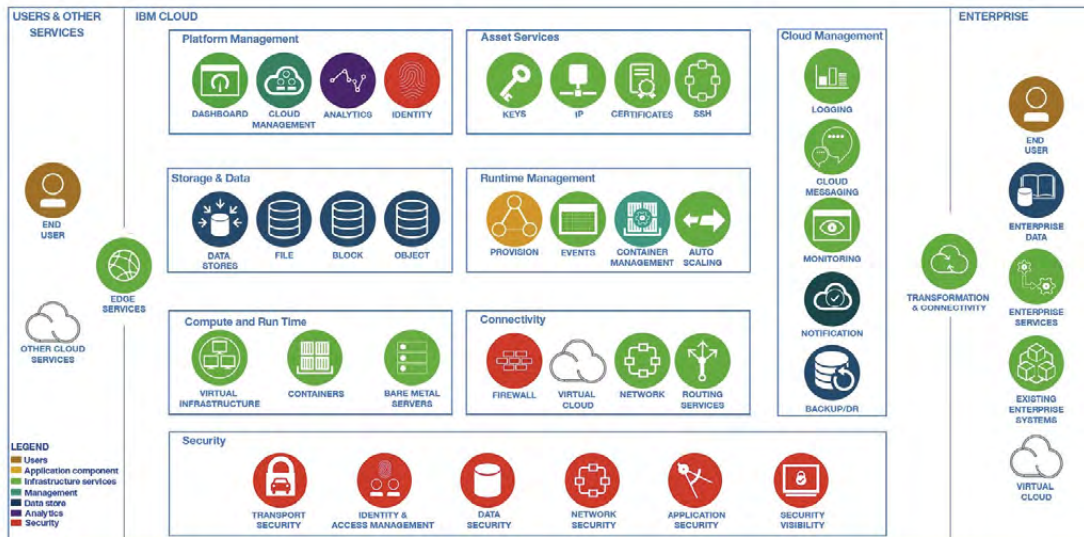 USERS & OTHER
SERVICES
IBM CLOUD
ENTERPRISE
Platform Management
DASHBOARD
CLOUD
MANAGEMENT
ANALYTICS
IDENTITY
Asset Services
KEYS
IP
CERTIFICATES
SSH
Cloud Management
LOGGING
CLOUD
MESSAGING
MONITORING
NOTIFICATION
BACKUP/DR
Storage & Data
DATA
STORES
FILE
BLOCK
OBJECT
Runtime Management
PROVISION
EVENTS
CONTAINER
MANAGEMENT
AUTO
SCALING
Compute and Run Time
VIRTUAL
INFRASTRUCTURE
CONTAINERS
BARE METAL
SERVERS
Connectivity
FIREWALL
VIRTUAL
CLOUD
NETWORK
ROUTING
SERVICES
Security
TRANSPORT
SECURITY
IDENTITY &
ACCESS MANAGEMENT
DATA
SECURITY
NETWORK
SECURITY
APPLICATION
SECURITY
SECURITY
VISIBILITY
END
USER
EDGE
SERVICES
OTHER CLOUD
SERVICES
TRANSFORMATION
& CONNECTIVITY
END
USER
ENTERPRISE
DATA
ENTERPRISE
SERVICES
EXISTING
ENTERPRISE
SYSTEMS
VIRTUAL
CLOUD
LEGEND
Users
Application component
Infrastructure services
Management
Data store
Analytics
Security